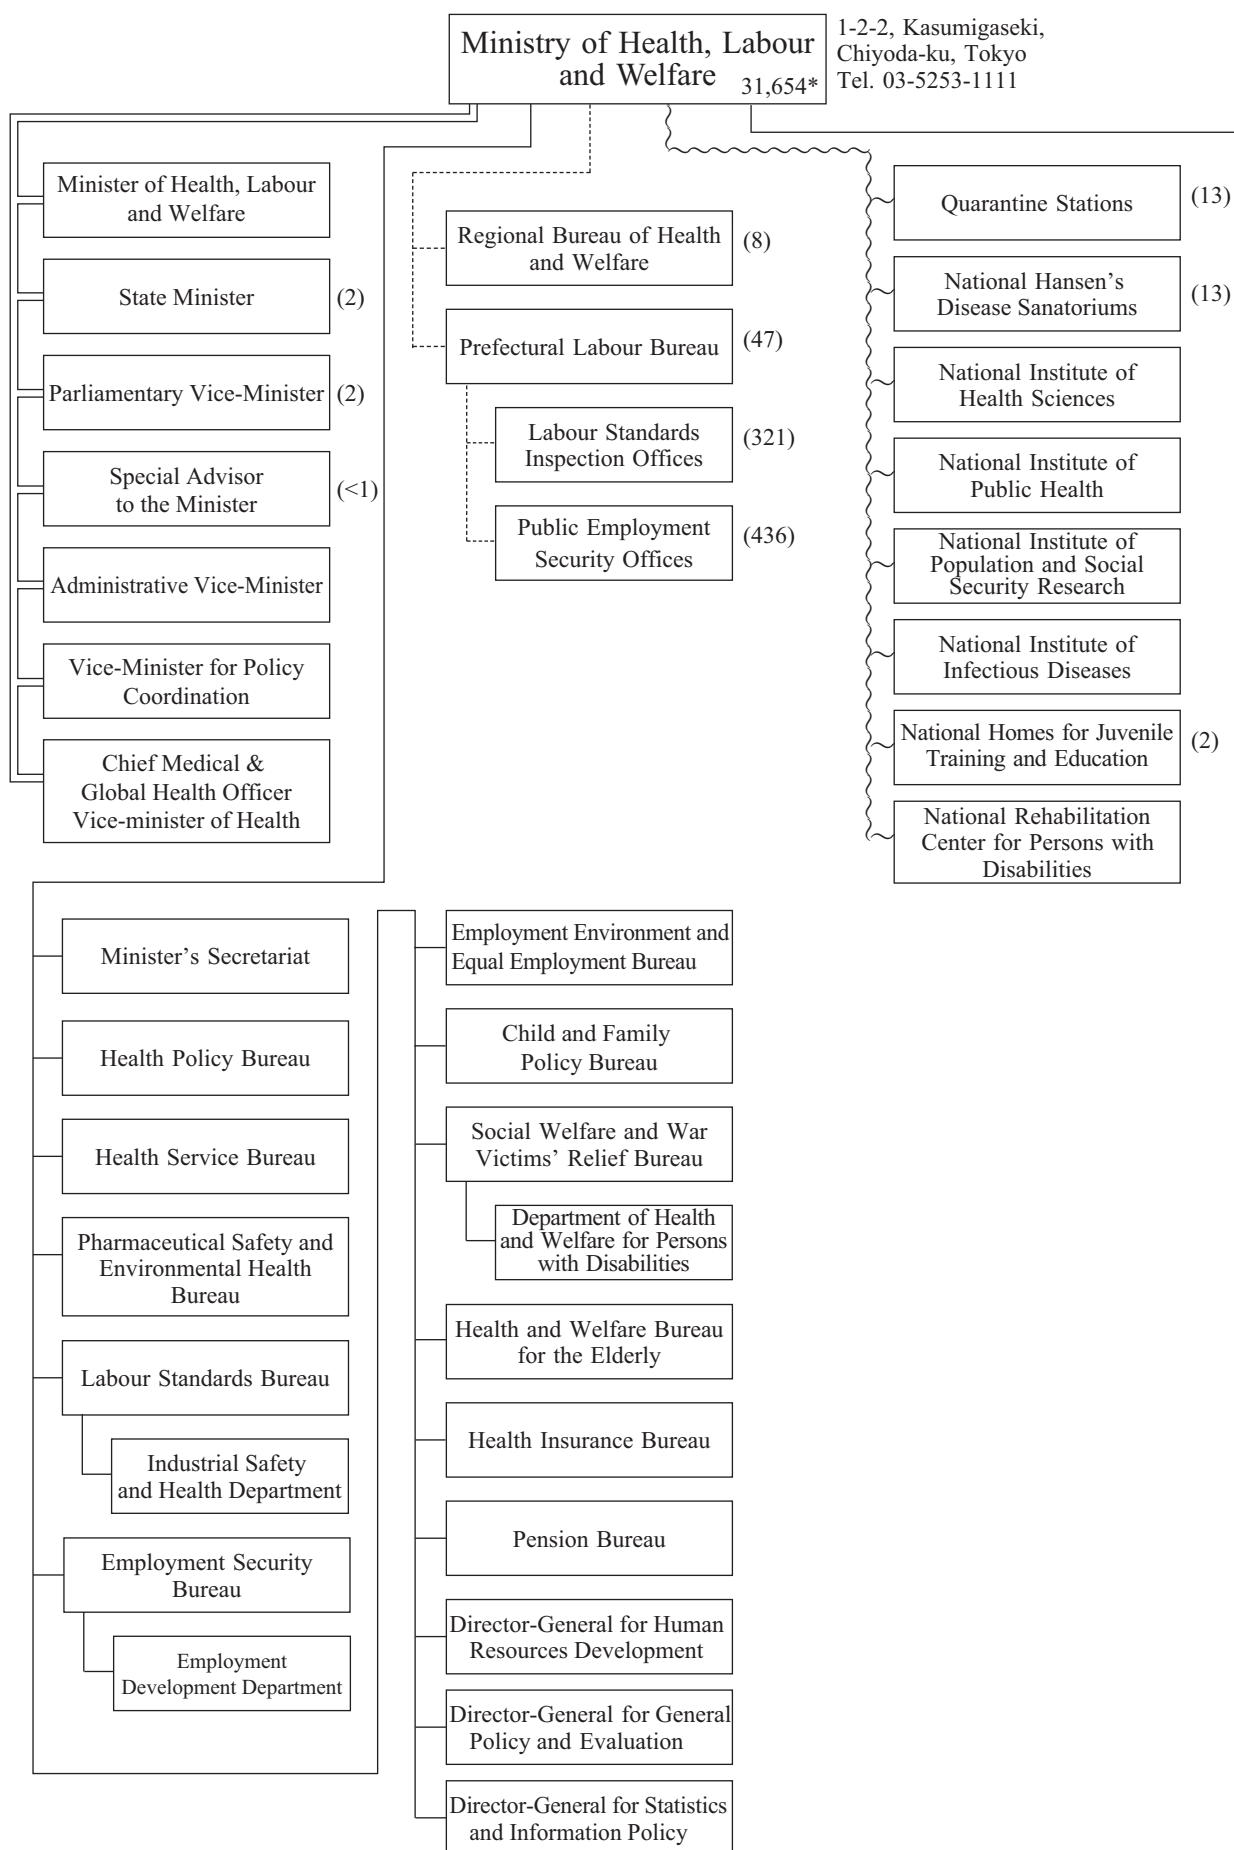 Ministry of Health, Labour
and Welfare 31,654*
1-2-2, Kasumigaseki,
Chiyoda-ku, Tokyo
Tel. 03-5253-1111
Minister of Health, Labour
and Welfare
State Minister (2)
Parliamentary Vice-Minister (2)
Special Advisor
to the Minister
(<1)
Administrative Vice-Minister
Vice-Minister for Policy
Coordination
Chief Medical &
Global Health Officer
Vice-minister of Health
Regional Bureau of Health
and Welfare
(8)
Prefectural Labour Bureau (47)
Labour Standards
Inspection Offices
(321)
Public Employment
Security Offices
(436)
Quarantine Stations (13)
National Hansen’s
Disease Sanatoriums
(13)
National Institute of
Health Sciences
National Institute of
Public Health
National Institute of
Population and Social
Security Research
National Institute of
Infectious Diseases
National Homes for Juvenile
Training and Education
(2)
National Rehabilitation
Center for Persons with
Disabilities
Minister’s Secretariat
Health Policy Bureau
Health Service Bureau
Pharmaceutical Safety and
Environmental Health
Bureau
Labour Standards Bureau
Industrial Safety
and Health Department
Employment Security
Bureau
Employment
Development Department
Employment Environment and
Equal Employment Bureau
Child and Family
Policy Bureau
Social Welfare and War
Victims’ Relief Bureau
Department of Health
and Welfare for Persons
with Disabilities
Health and Welfare Bureau
for the Elderly
Health Insurance Bureau
Pension Bureau
Director-General for Human
Resources Development
Director-General for General
Policy and Evaluation
Director-General for Statistics
and Information Policy